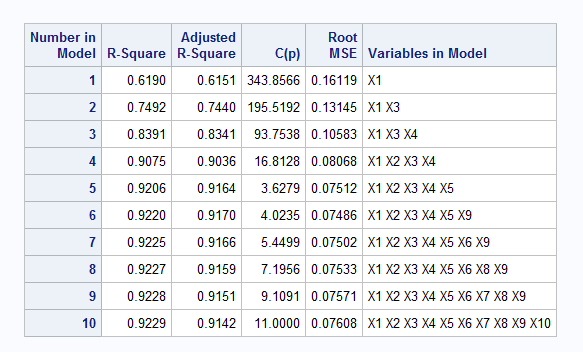 Number in Model R-Square Adjusted R-Square C(p) Root MSE Variables in Model
1 0.6190 0.6151 343.8566 0.16119 X1
2 0.7492 0.7440 195.5192 0.13145 X1 X3
3 0.8391 0.8341 93.7538 0.10583 X1 X3 X4
4 0.9075 0.9036 16.8128 0.08068 X1 X2 X3 X4
5 0.9206 0.9164 3.6279 0.07512 X1 X2 X3 X4 X5
6 0.9220 0.9170 4.0235 0.07486 X1 X2 X3 X4 X5 X9
7 0.9225 0.9166 5.4499 0.07502 X1 X2 X3 X4 X5 X6 X9
8 0.9227 0.9159 7.1956 0.07533 X1 X2 X3 X4 X5 X6 X8 X9
9 0.9228 0.9151 9.1091 0.07571 X1 X2 X3 X4 X5 X6 X7 X8 X9
10 0.9229 0.9142 11.0000 0.07608 X1 X2 X3 X4 X5 X6 X7 X8 X9 X10